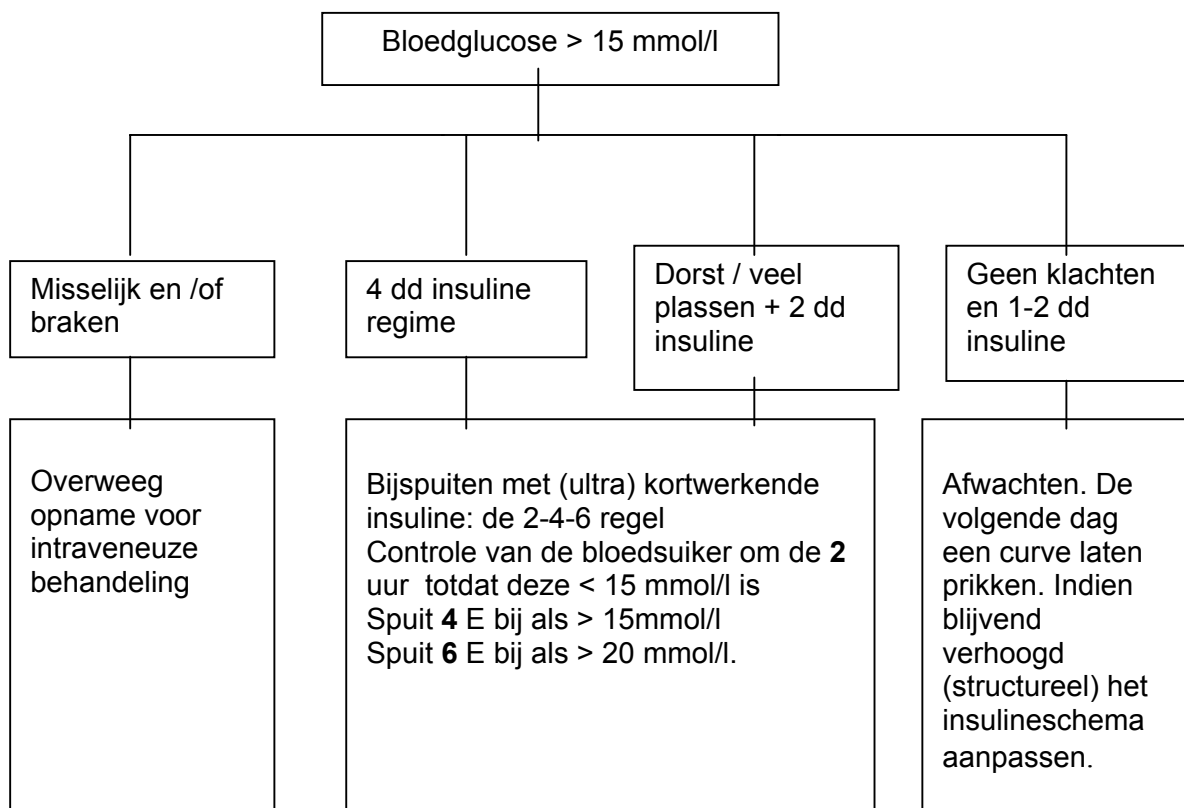 Bloedglucose > 15 mmol/l
Misselijk en /of
braken
4 dd insuline
regime
Dorst / veel
plassen + 2 dd
insuline
Geen klachten
en 1-2 dd
insuline
Overweeg
opname voor
intraveneuze
behandeling
Bijspuiten met (ultra) kortwerkende
insuline: de 2-4-6 regel
Controle van de bloedsuiker om de 2
uur totdat deze < 15 mmol/l is
Spuit 4 E bij als > 15mmol/l
Spuit 6 E bij als > 20 mmol/l.
Afwachten. De
volgende dag
een curve laten
prikken. Indien
blijvend
verhoogd
(structureel) het
insulineschema
aanpassen.